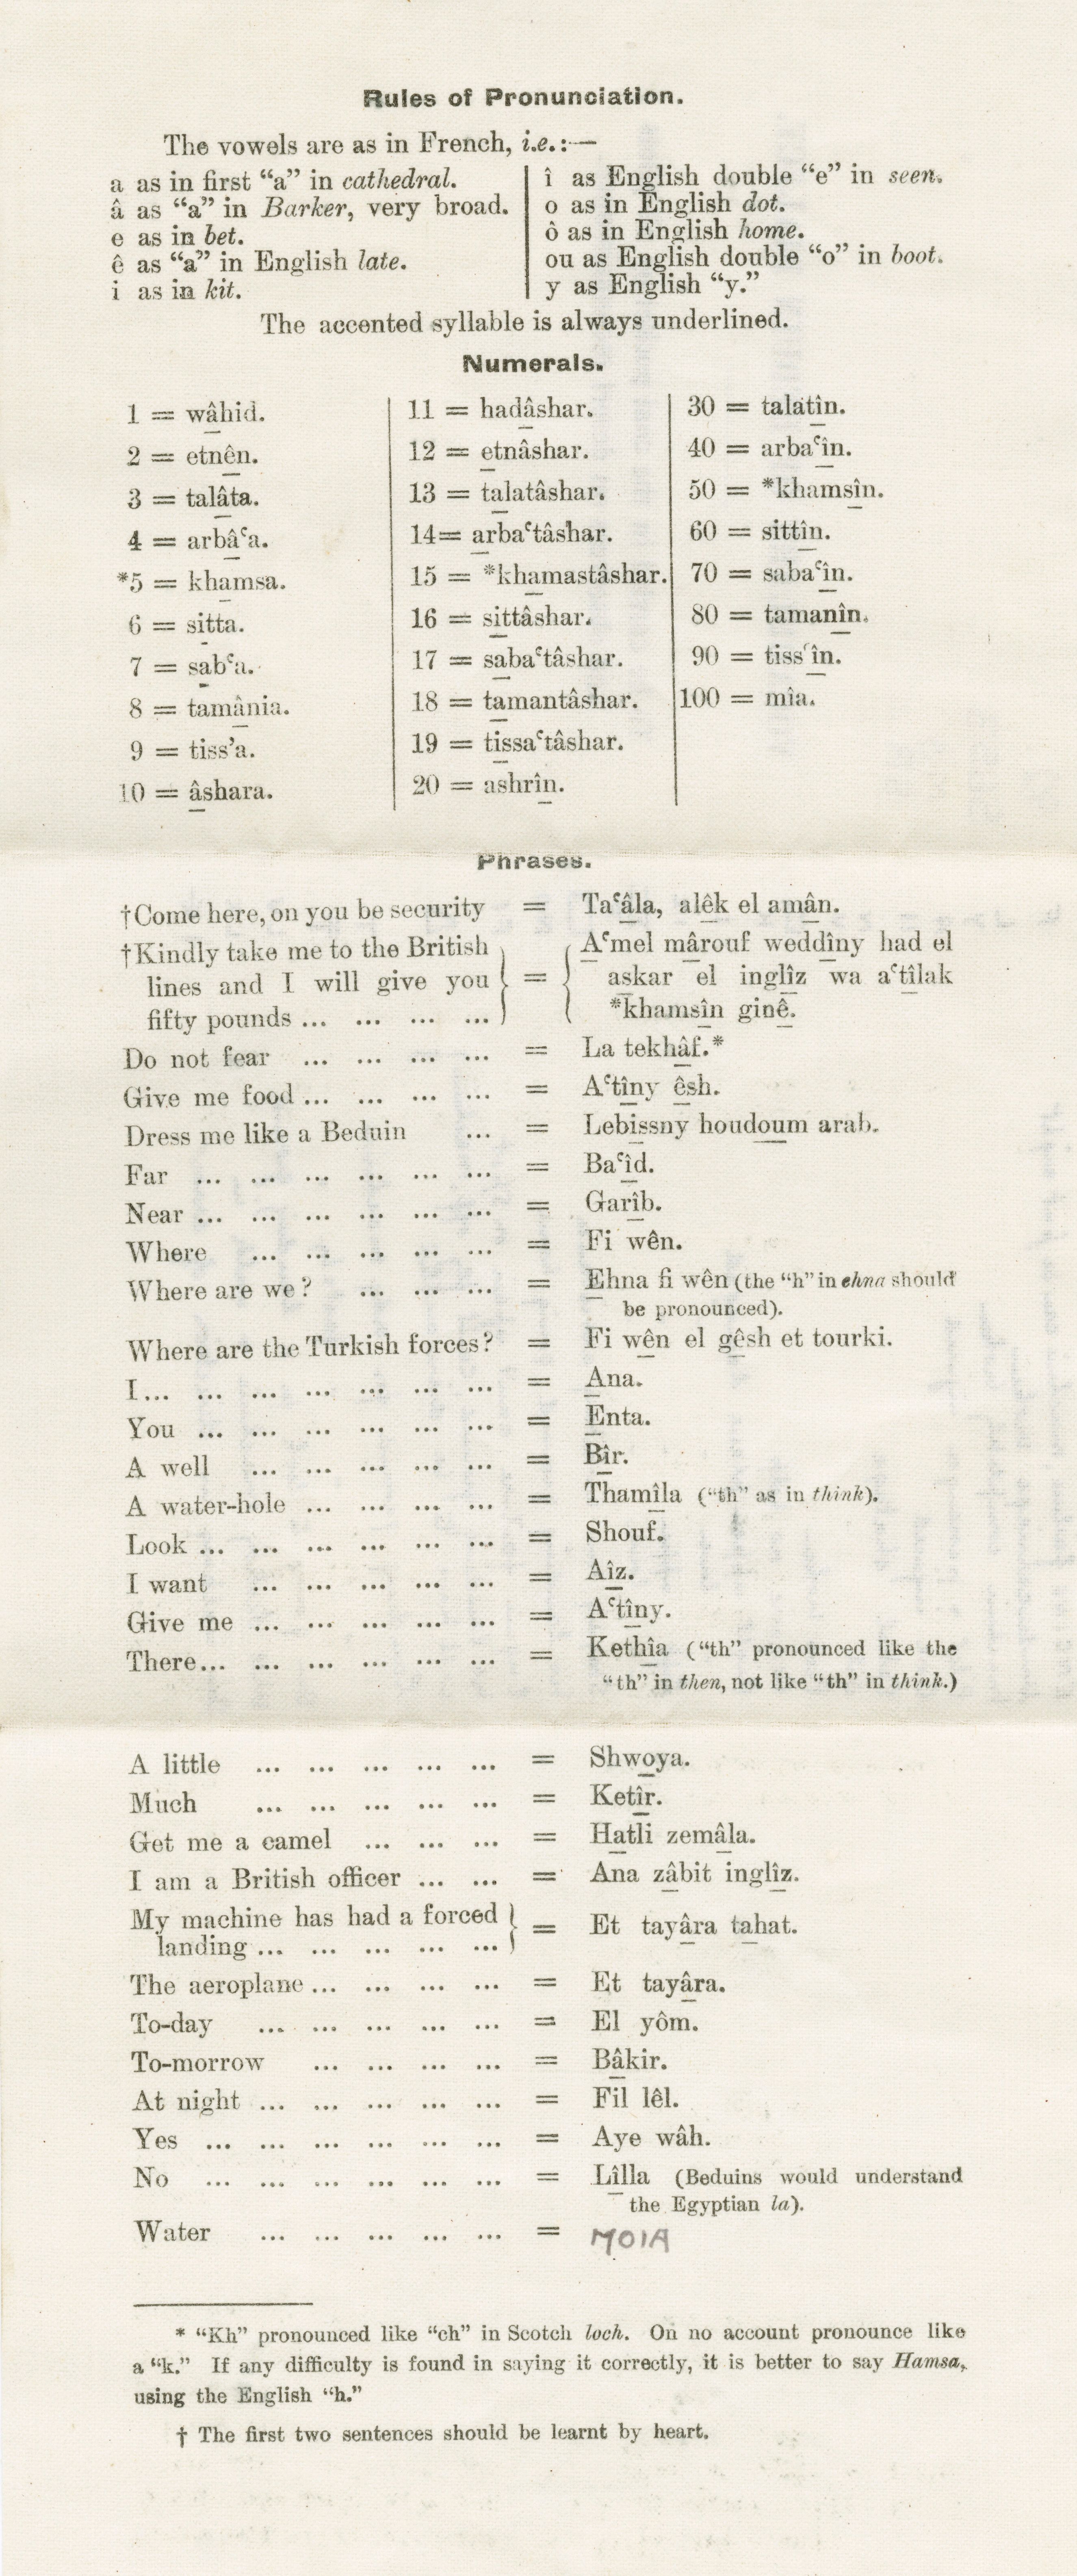 Rules of Pronunciation.
The vowels are as in French, i.e.:—
a as in first “a” in cathedral.
â as “a” in Barker, very broad.
e as in bet.
ê as “a” in English late.
i as in kit.
î as English double “e” in seen.
o as in English dot.
ô as in English home.
ou as English double “o” in boot.
y as English “y.”
The accented syllable is always underlined.
Numerals.
1 = wâhid.
2 = etnên.
3 = talâta.
4 = arbâʿa.
*5 = khamsa.
6 = sitta.
7 = sabʿa.
8 = tamânia.
9 = tiss’a.
10 = âshara.
11 = hadâshar.
12 = etnâshar.
13 = talatâshar.
14= arbaʿtâshar.
15 = *khamastâshar.
16 = sittâshar.
17 = sabaʿtâshar.
18 = tamantâshar.
19 = tissaʿtâshar.
20 = ashrîn.
30 = talatîn.
40 = arbaʿîn.
50 = *khamsîn.
60 = sittîn.
70 = sabaʿîn.
80 = tamanîn.
90 = tissʿîn.
100 = mîa.
Phrases.
†Come here, on you be security = Taʿâla, alêk el amân.
†Kindly take me to the British lines and I will give you fifty pounds ... ... ... ... = Aʿmel mârouf weddîny had el
askar el inglîz wa aʿtîlak
*khamsîn ginê.
Do not fear ... ... ... ... = La tekhâf.*
Give me food ... ... ... ... = Aʿtîny êsh.
Dress me like a Beduin ... = Lebissny houdoum arab.
Far ... ... ... ... ... ... = Baʿîd.
Near ... ... ... ... ... ... = Garîb.
Where ... ... ... ... ... = Fi wên.
Where are we? ... ... ... = Ehna fi wên (the “h” in ehna should
be pronounced).
Where are the Turkish forces? = Fi wên el gêsh et tourki.
I... ... ... ... ... ... ... = Ana.
You ... ... ... ... ... ... = Enta.
A well ... ... ... ... ... = Bîr.
A water-hole ... ... ... ... = Thamîla (“th” as in think).
Look ... ... ... ... ... ... = Shouf.
I want ... ... ... ... ... = Aîz.
Give me ... ... ... ... ... = Aʿtîny.
There... ... ... ... ... ... = Kethîa (“th” pronounced like the
“th” in then, not like “th” in think.)
A little ... ... ... ... ... = Shwoya.
Much ... ... ... ... ... = Ketîr.
Get me a camel ... ... ... = Hatli zemâla.
I am a British officer ... ... = Ana zâbit inglîz.
My machine has had a forced
landing ... ... ... ... ... = Et tayâra tahat.
The aeroplane ... ... ... ... = Et tayâra.
To-day ... ... ... ... ... = El yôm.
To-morrow ... ... ... ... = Bâkir.
At night ... ... ... ... ... = Fil lêl.
Yes ... ... ... ... ... ... = Aye wâh.
No ... ... ... ... ... ... = Lîlla (Beduins would understand
the Egyptian la).
Water ... ... ... ... ... = MOIA
* “Kh” pronounced like “ch” in Scotch loch. On no account pronounce like
a “k.” If any difficulty is found in saying it correctly, it is better to say Hamsa,
using the English “h.”
† The first two sentences should be learnt by heart.